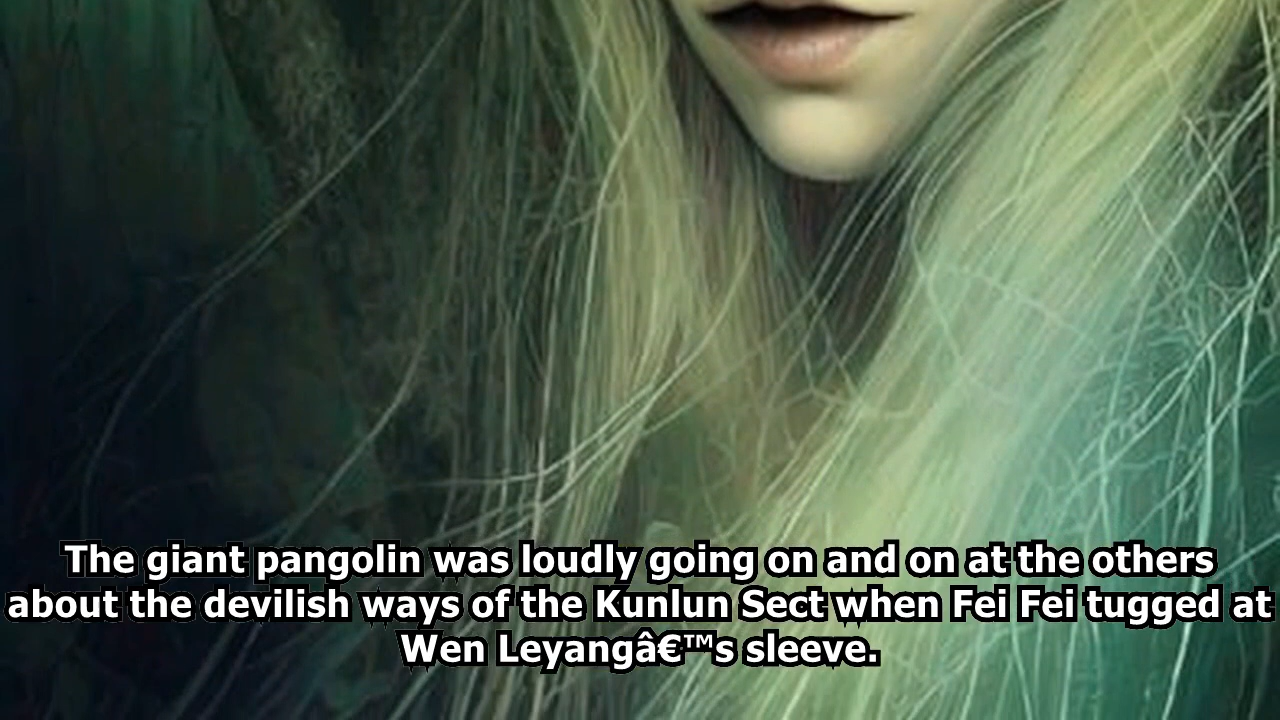 The giant pangolin was loudly going on and on at the others
about the devilish ways of the Kunlun Sect when Fei Fei tugged at
Wen Leyangâ€™s sleeve.